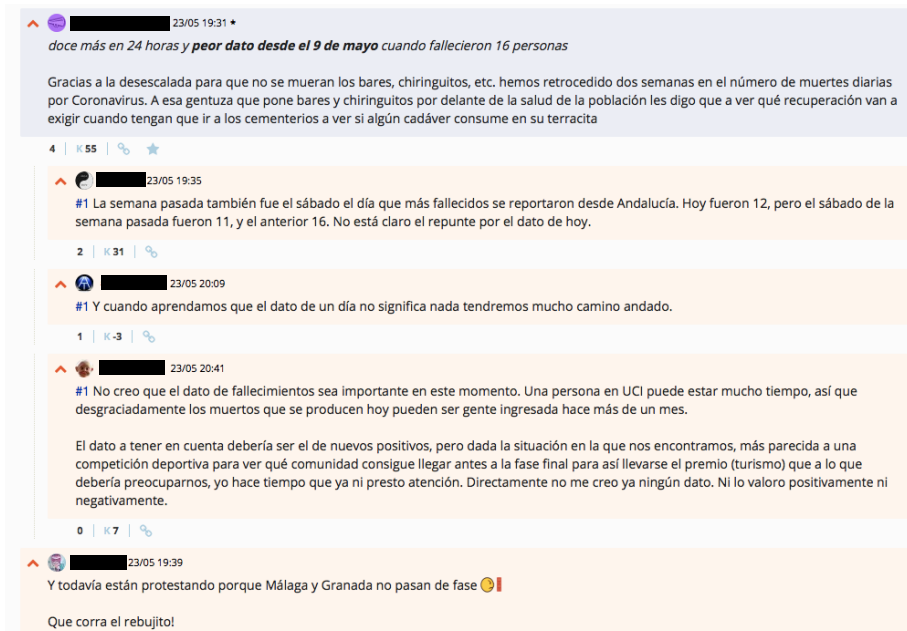 23/05 19:31 ★
doce más en 24 horas y peor dato desde el 9 de mayo cuando fallecieron 16 personas
Gracias a la desescalada para que no se mueran los bares, chiringuitos, etc. hemos retrocedido dos semanas en el número de muertes diarias
por Coronavirus. A esa gentuza que pone bares y chiringuitos por delante de la salud de la población les digo que a ver qué recuperación van a
exigir cuando tengan que ir a los cementerios a ver si algún cadáver consume en su terracita
4 K 55
23/05 19:35
#1 La semana pasada también fue el sábado el día que más fallecidos se reportaron desde Andalucía. Hoy fueron 12, pero el sábado de la
semana pasada fueron 11, y el anterior 16. No está claro el repunte por el dato de hoy.
2 K 31
23/05 20:09
#1 Y cuando aprendamos que el dato de un día no significa nada tendremos mucho camino andado.
1 K -3
23/05 20:41
#1 No creo que el dato de fallecimientos sea importante en este momento. Una persona en UCI puede estar mucho tiempo, así que
desgraciadamente los muertos que se producen hoy pueden ser gente ingresada hace más de un mes.
El dato a tener en cuenta debería ser el de nuevos positivos, pero dada la situación en la que nos encontramos, más parecida a una
competición deportiva para ver qué comunidad consigue llegar antes a la fase final para así llevarse el premio (turismo) que a lo que
debería preocuparnos, yo hace tiempo que ya ni presto atención. Directamente no me creo ya ningún dato. Ni lo valoro positivamente ni
negativamente.
0 K 7
23/05 19:39
Y todavía están protestando porque Málaga y Granada no pasan de fase
Que corra el rebujito!